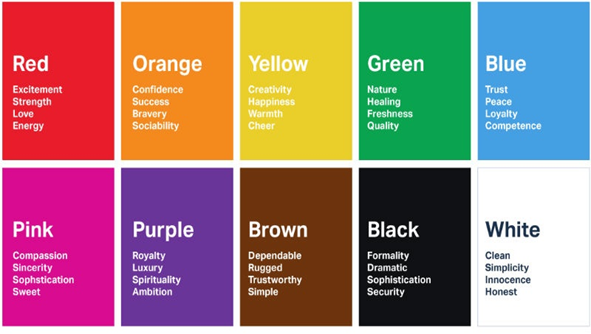 Red
Excitement
Strength
Love
Energy
Orange
Confidence
Success
Bravery
Sociability
Yellow
Creativity
Happiness
Warmth
Cheer
Green
Nature
Healing
Freshness
Quality
Blue
Trust
Peace
Loyalty
Competence
Pink
Compassion
Sincerity
Sophstication
Sweet
Purple
Royalty
Luxury
Spirituality
Ambition
Brown
Dependable
Rugged
Trustworthy
Simple
Black
Formality
Dramatic
Sophistication
Security
White
Clean
Simplicity
Innocence
Honest